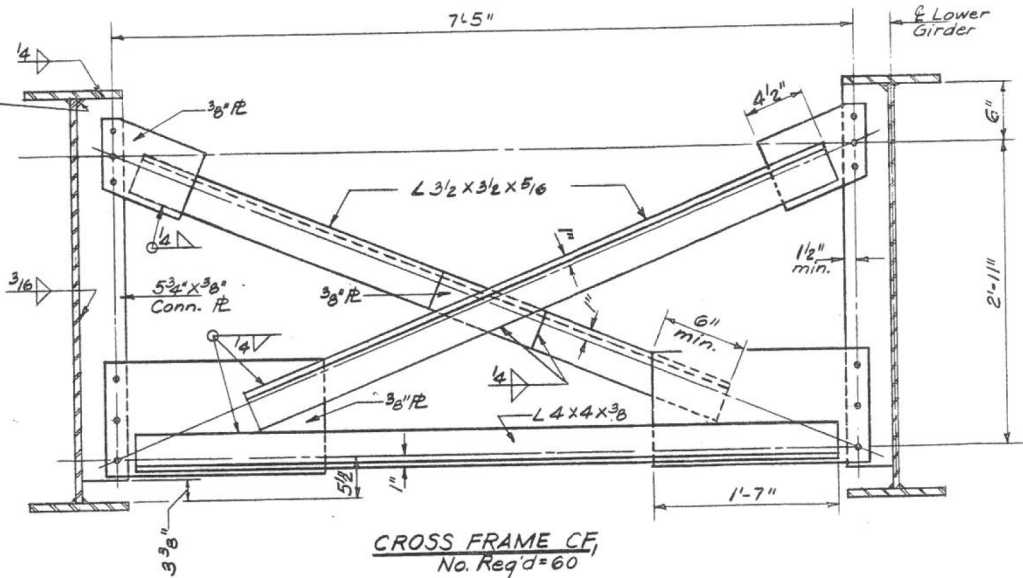 7'-5"
℄ Lower
Girder
1/4
3/8" ℄
4 1/2"
6"
L 3 1/2 x 3 1/2 x 5/16
1/4
1"
1 1/2"
min.
2'-11"
3/16
5 3/4" x 3/8"
Conn. ℄
3/8" ℄
1"
6"
min.
1/4
1/4
3/8" ℄
L 4 x 4 x 3/8
5 1/2"
1"
1'-7"
3 3/8"
CROSS FRAME CF1
No. Req'd = 60